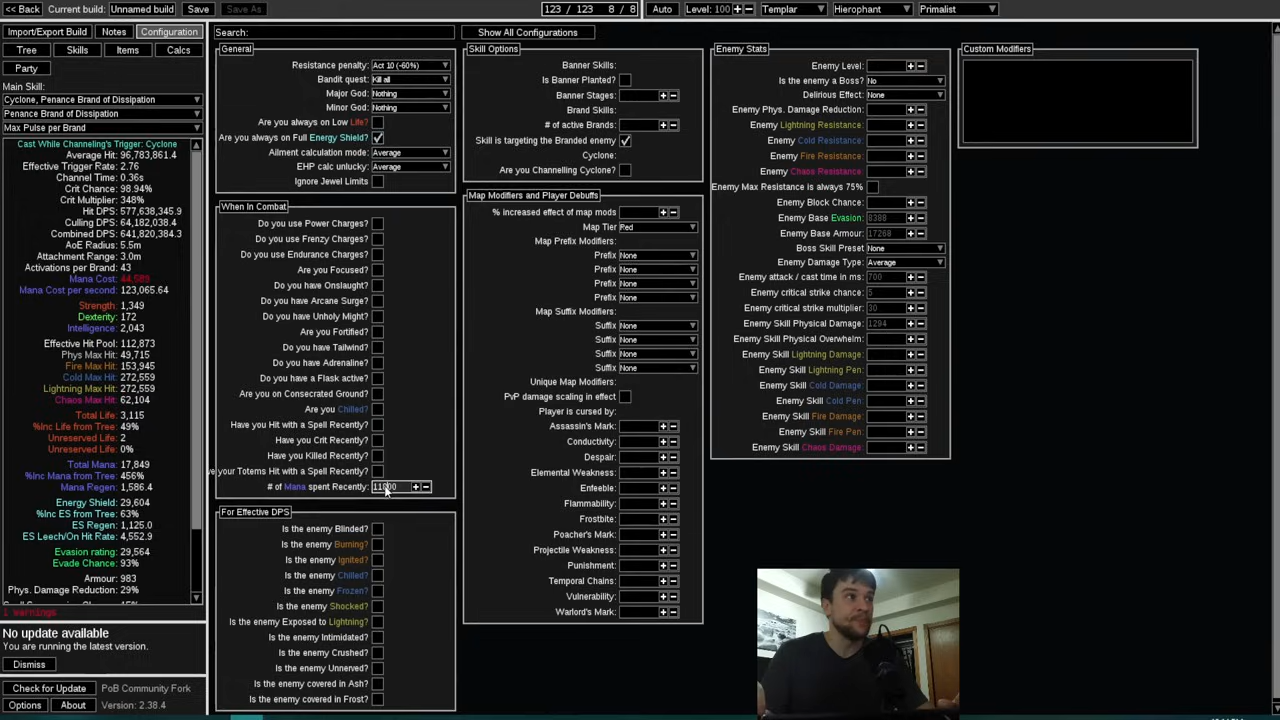 << Back Current build: Unnamed build Save Save As 123 / 123 8 / 8 Auto Level: 100 + – Templar Hierophant Primalist
Import/Export Build Notes Configuration
Tree Skills Items Calcs
Party
Main Skill:
Cyclone, Penance Brand of Dissipation
Penance Brand of Dissipation
Max Pulse per Brand
Cast While Channeling's Trigger: Cyclone
Average Hit: 96,783,861.4
Effective Trigger Rate: 2.76
Channel Time: 0.36s
Crit Chance: 98.94%
Crit Multiplier: 348%
Hit DPS: 577,638,345.9
Culling DPS: 64,182,038.4
Combined DPS: 641,820,384.3
AoE Radius: 5.5m
Attachment Range: 3.0m
Activations per Brand: 43
Mana Cost: 44,589
Mana Cost per second: 123,065.64
Strength: 1,349
Dexterity: 172
Intelligence: 2,043
Effective Hit Pool: 112,873
Phys Max Hit: 49,715
Fire Max Hit: 153,945
Cold Max Hit: 272,559
Lightning Max Hit: 272,559
Chaos Max Hit: 62,104
Total Life: 3,115
%Inc Life from Tree: 49%
Unreserved Life: 2
Unreserved Life: 0%
Total Mana: 17,849
%Inc Mana from Tree: 456%
Mana Regen: 1,586.4
Energy Shield: 29,604
%Inc ES from Tree: 63%
ES Regen: 1,125.0
ES Leech/On Hit Rate: 4,552.9
Evasion rating: 29,564
Evade Chance: 93%
Armour: 983
Phys. Damage Reduction: 29%
1 warnings
No update available
You are running the latest version.
Dismiss
Check for Update PoB Community Fork
Options About Version: 2.38.4
Search: Show All Configurations
General
Resistance penalty: Act 10 (-60%)
Bandit quest: Kill all
Major God: Nothing
Minor God: Nothing
Are you always on Low Life?
Are you always on Full Energy Shield?
Ailment calculation mode: Average
EHP calc unlucky: Average
Ignore Jewel Limits
When In Combat
Do you use Power Charges?
Do you use Frenzy Charges?
Do you use Endurance Charges?
Are you Focused?
Do you have Onslaught?
Do you have Arcane Surge?
Do you have Unholy Might?
Are you Fortified?
Do you have Tailwind?
Do you have Adrenaline?
Do you have a Flask active?
Are you on Consecrated Ground?
Are you Chilled?
Have you Hit with a Spell Recently?
Have you Crit Recently?
Have you Killed Recently?
ve your Totems Hit with a Spell Recently?
# of Mana spent Recently: + –
For Effective DPS
Is the enemy Blinded?
Is the enemy Burning?
Is the enemy Ignited?
Is the enemy Chilled?
Is the enemy Frozen?
Is the enemy Shocked?
Is the enemy Exposed to Lightning?
Is the enemy Intimidated?
Is the enemy Crushed?
Is the enemy Unnerved?
Is the enemy covered in Ash?
Is the enemy covered in Frost?
Skill Options
Banner Skills:
Is Banner Planted?
Banner Stages: + –
Brand Skills:
# of active Brands: + –
Skill is targeting the Branded enemy
Cyclone:
Are you Channelling Cyclone?
Map Modifiers and Player Debuffs
% increased effect of map mods + –
Map Tier Red
Map Prefix Modifiers:
Prefix None
Prefix None
Prefix None
Prefix None
Map Suffix Modifiers:
Suffix None
Suffix None
Suffix None
Suffix None
Unique Map Modifiers:
PvP damage scaling in effect
Player is cursed by:
Assassin's Mark: + –
Conductivity: + –
Despair: + –
Elemental Weakness: + –
Enfeeble: + –
Flammability: + –
Frostbite: + –
Poacher's Mark: + –
Projectile Weakness: + –
Punishment: + –
Temporal Chains: + –
Vulnerability: + –
Warlord's Mark: + –
Enemy Stats
Enemy Level: + –
Is the enemy a Boss? No
Delirious Effect: None
Enemy Phys. Damage Reduction: + –
Enemy Lightning Resistance: + –
Enemy Cold Resistance: + –
Enemy Fire Resistance: + –
Enemy Chaos Resistance: + –
Enemy Max Resistance is always 75%
Enemy Block Chance: + –
Enemy Base Evasion: 8388 + –
Enemy Base Armour: 17268 + –
Boss Skill Preset None
Enemy Damage Type: Average
Enemy attack / cast time in ms: 700 + –
Enemy critical strike chance: 5 + –
Enemy critical strike multiplier: 30 + –
Enemy Skill Physical Damage: 1294 + –
Enemy Skill Physical Overwhelm: + –
Enemy Skill Lightning Damage: + –
Enemy Skill Lightning Pen: + –
Enemy Skill Cold Damage: + –
Enemy Skill Cold Pen: + –
Enemy Skill Fire Damage: + –
Enemy Skill Fire Pen: + –
Enemy Skill Chaos Damage: + –
Custom Modifiers